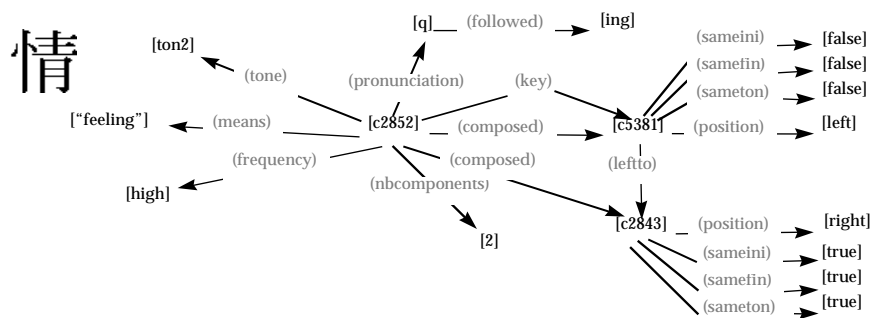 情
[q] (followed) [ing]
[ton2] (sameini) [false]
(tone) (pronunciation) (key) (samefin) [false]
(sameton) [false]
["feeling"] (means) [c2852] (composed) [c5381] (position) [left]
(frequency) (composed) (leftto)
[high] (nbcomponents)
[2] [c2843] (position) [right]
(sameini) [true]
(samefin) [true]
(sameton) [true]